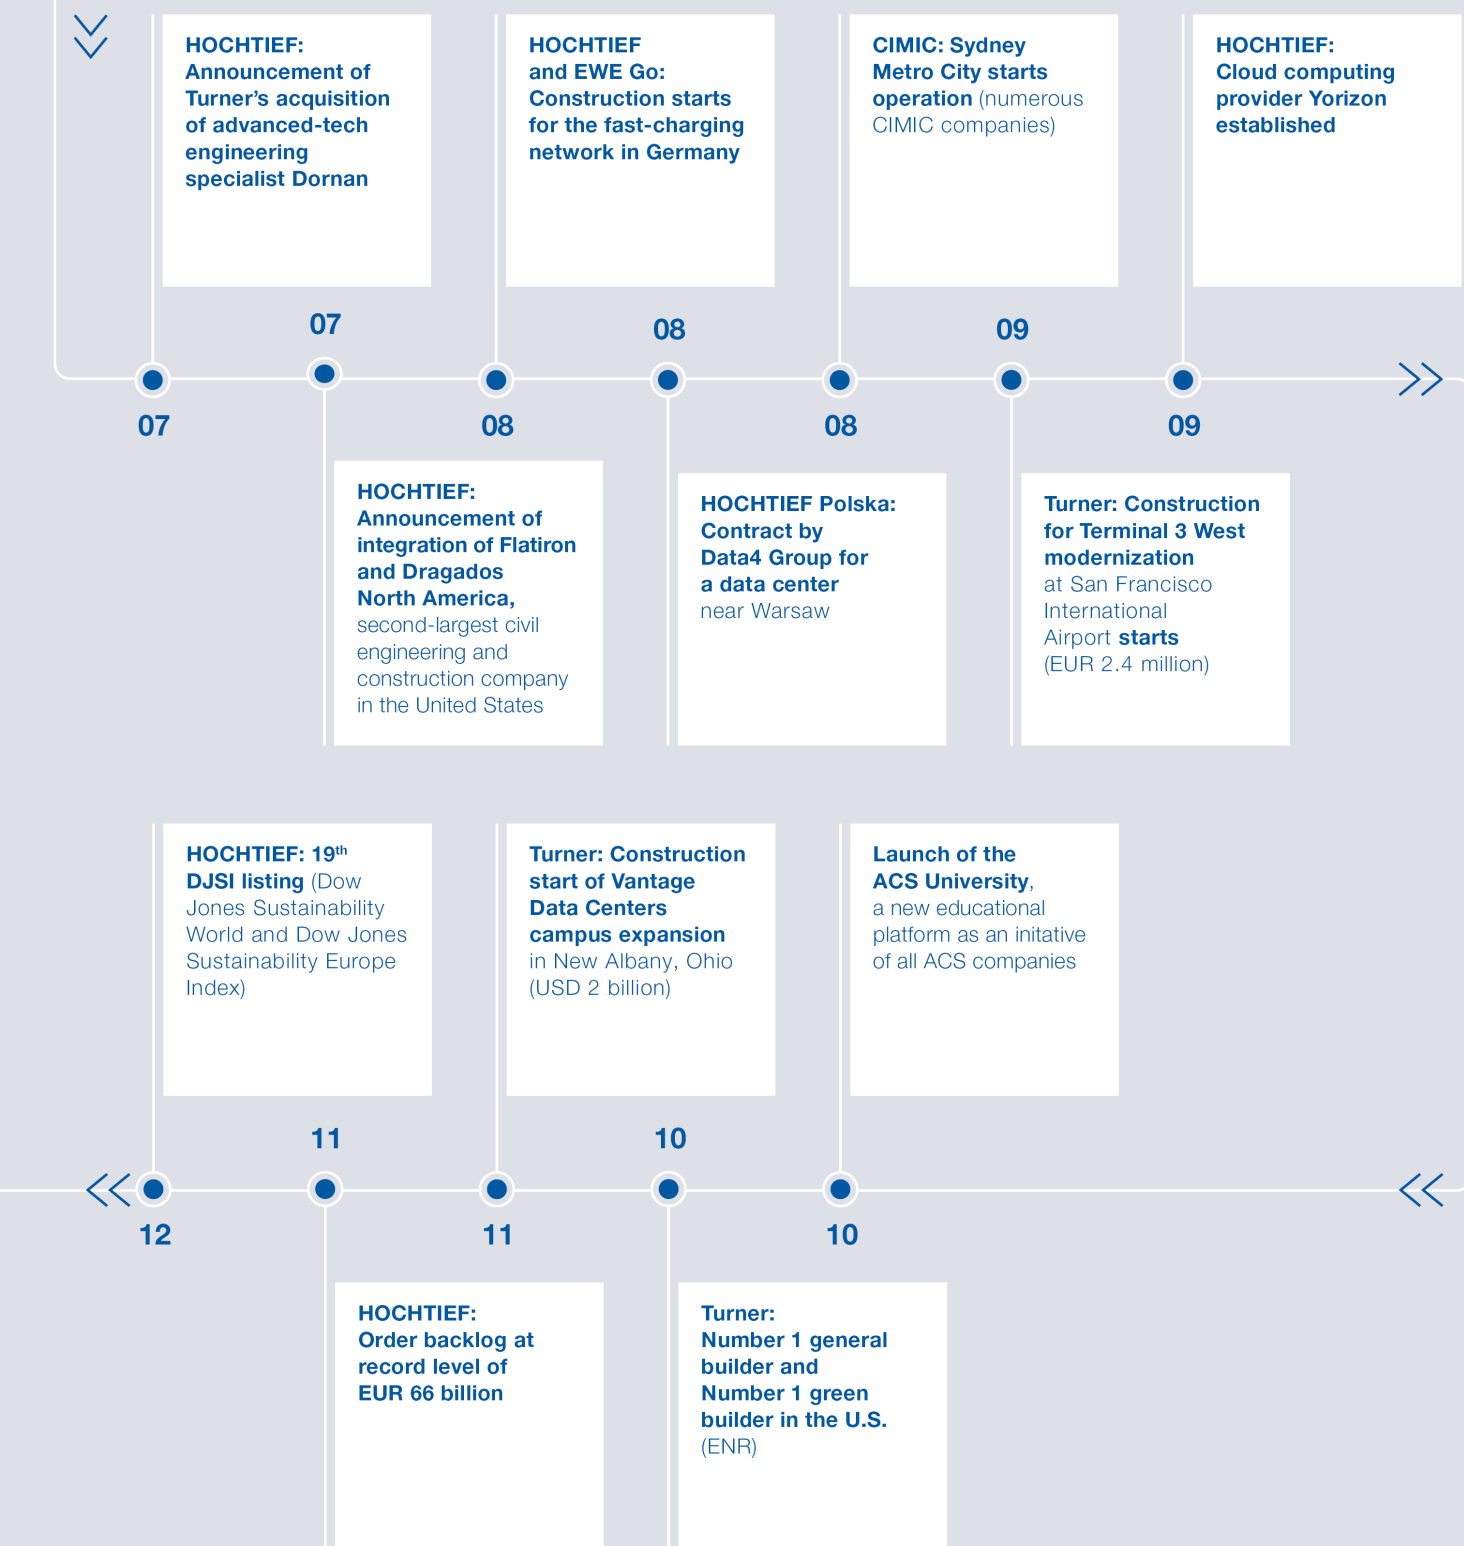 HOCHTIEF:
Announcement of
Turner’s acquisition
of advanced-tech
engineering
specialist Dornan
07
07
HOCHTIEF:
Announcement of
integration of Flatiron
and Dragados
North America,
second-largest civil
engineering and
construction company
in the United States
HOCHTIEF
and EWE Go:
Construction starts
for the fast-charging
network in Germany
08
08
HOCHTIEF Polska:
Contract by
Data4 Group for
a data center
near Warsaw
CIMIC: Sydney
Metro City starts
operation (numerous
CIMIC companies)
08
09
Turner: Construction
for Terminal 3 West
modernization
at San Francisco
International
Airport starts
(EUR 2.4 million)
HOCHTIEF:
Cloud computing
provider Yorizon
established
09
Launch of the
ACS University,
a new educational
platform as an initative
of all ACS companies
10
10
Turner:
Number 1 general
builder and
Number 1 green
builder in the U.S.
(ENR)
Turner: Construction
start of Vantage
Data Centers
campus expansion
in New Albany, Ohio
(USD 2 billion)
11
11
HOCHTIEF:
Order backlog at
record level of
EUR 66 billion
HOCHTIEF: 19th
DJSI listing (Dow
Jones Sustainability
World and Dow Jones
Sustainability Europe
Index)
12